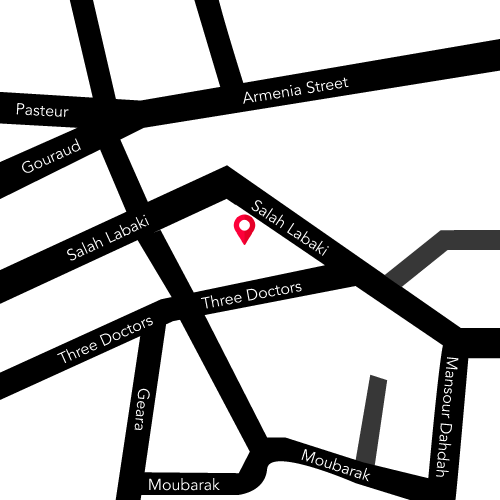 Armenia Street
Pasteur
Gouraud
Salah Labaki
Salah Labaki
Three Doctors
Three Doctors
Geara
Mansour Dahdah
Moubarak
Moubarak